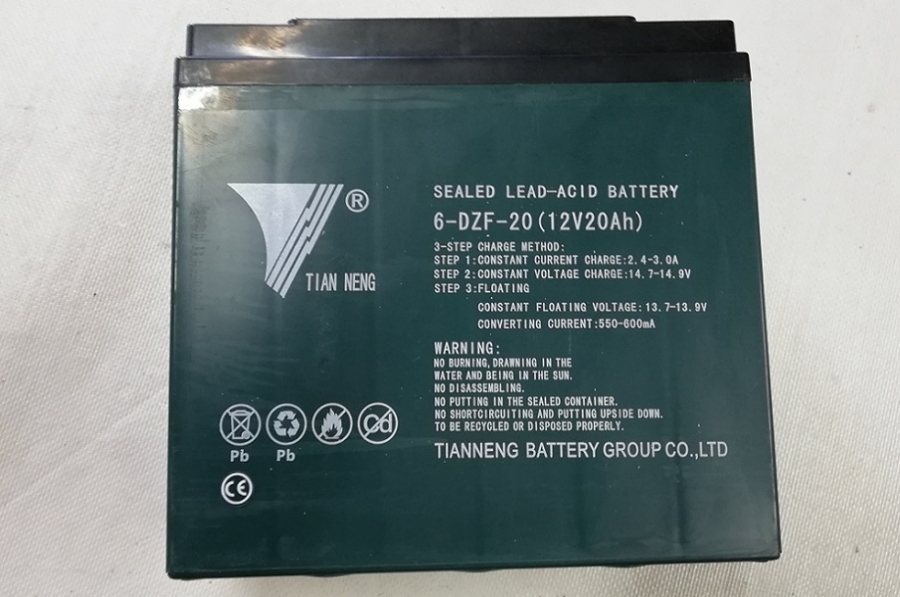 ®
TIAN NENG
SEALED LEAD-ACID BATTERY
6-DZF-20(12V20Ah)
3-STEP CHARGE METHOD:
STEP 1:CONSTANT CURRENT CHARGE:2.4-3.0A
STEP 2:CONSTANT VOLTAGE CHARGE:14.7-14.9V
STEP 3:FLOATING
CONSTANT FLOATING VOLTAGE:13.7-13.9V
CONVERTING CURRENT:550-600mA
WARNING:
NO BURNING, DRAWNING IN THE
WATER AND BEING IN THE SUN.
NO DISASSEMBLING.
NO PUTTING IN THE SEALED CONTAINER.
NO SHORTCIRCUITING AND PUTTING UPSIDE DOWN.
TO BE RECYCLED OR DISPOSED PROPERLY.
TIANNENG BATTERY GROUP CO.,LTD
Cd
Pb Pb
CE